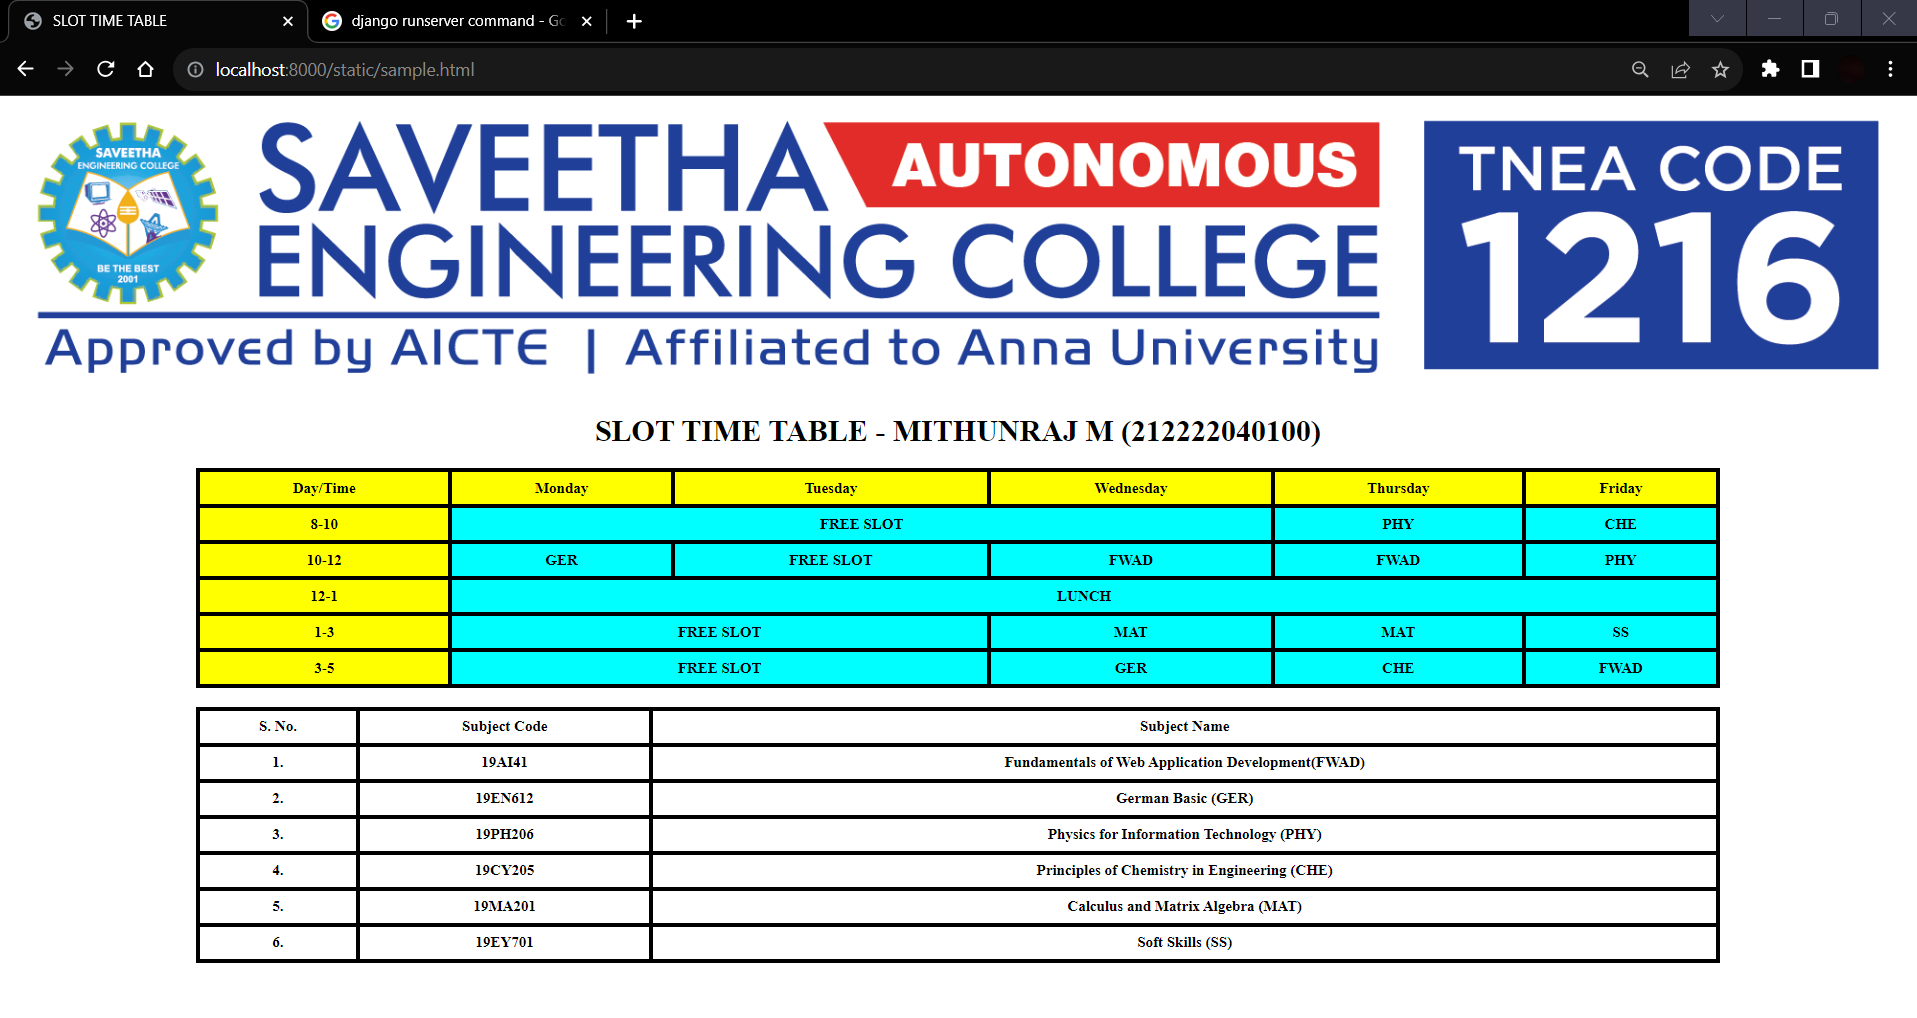 SLOT TIME TABLE
django runserver command - Go
localhost:8000/static/sample.html
SAVEETHA
ENGINEERING COLLEGE
BE THE BEST
2001
SAVEETHA AUTONOMOUS
ENGINEERING COLLEGE
Approved by AICTE | Affiliated to Anna University
TNEA CODE
1216
SLOT TIME TABLE - MITHUNRAJ M (212222040100)
Day/Time Monday Tuesday Wednesday Thursday Friday
8-10 FREE SLOT PHY CHE
10-12 GER FREE SLOT FWAD FWAD PHY
12-1 LUNCH
1-3 FREE SLOT MAT MAT SS
3-5 FREE SLOT GER CHE FWAD
S. No. Subject Code Subject Name
1. 19AI41 Fundamentals of Web Application Development(FWAD)
2. 19EN612 German Basic (GER)
3. 19PH206 Physics for Information Technology (PHY)
4. 19CY205 Principles of Chemistry in Engineering (CHE)
5. 19MA201 Calculus and Matrix Algebra (MAT)
6. 19EY701 Soft Skills (SS)